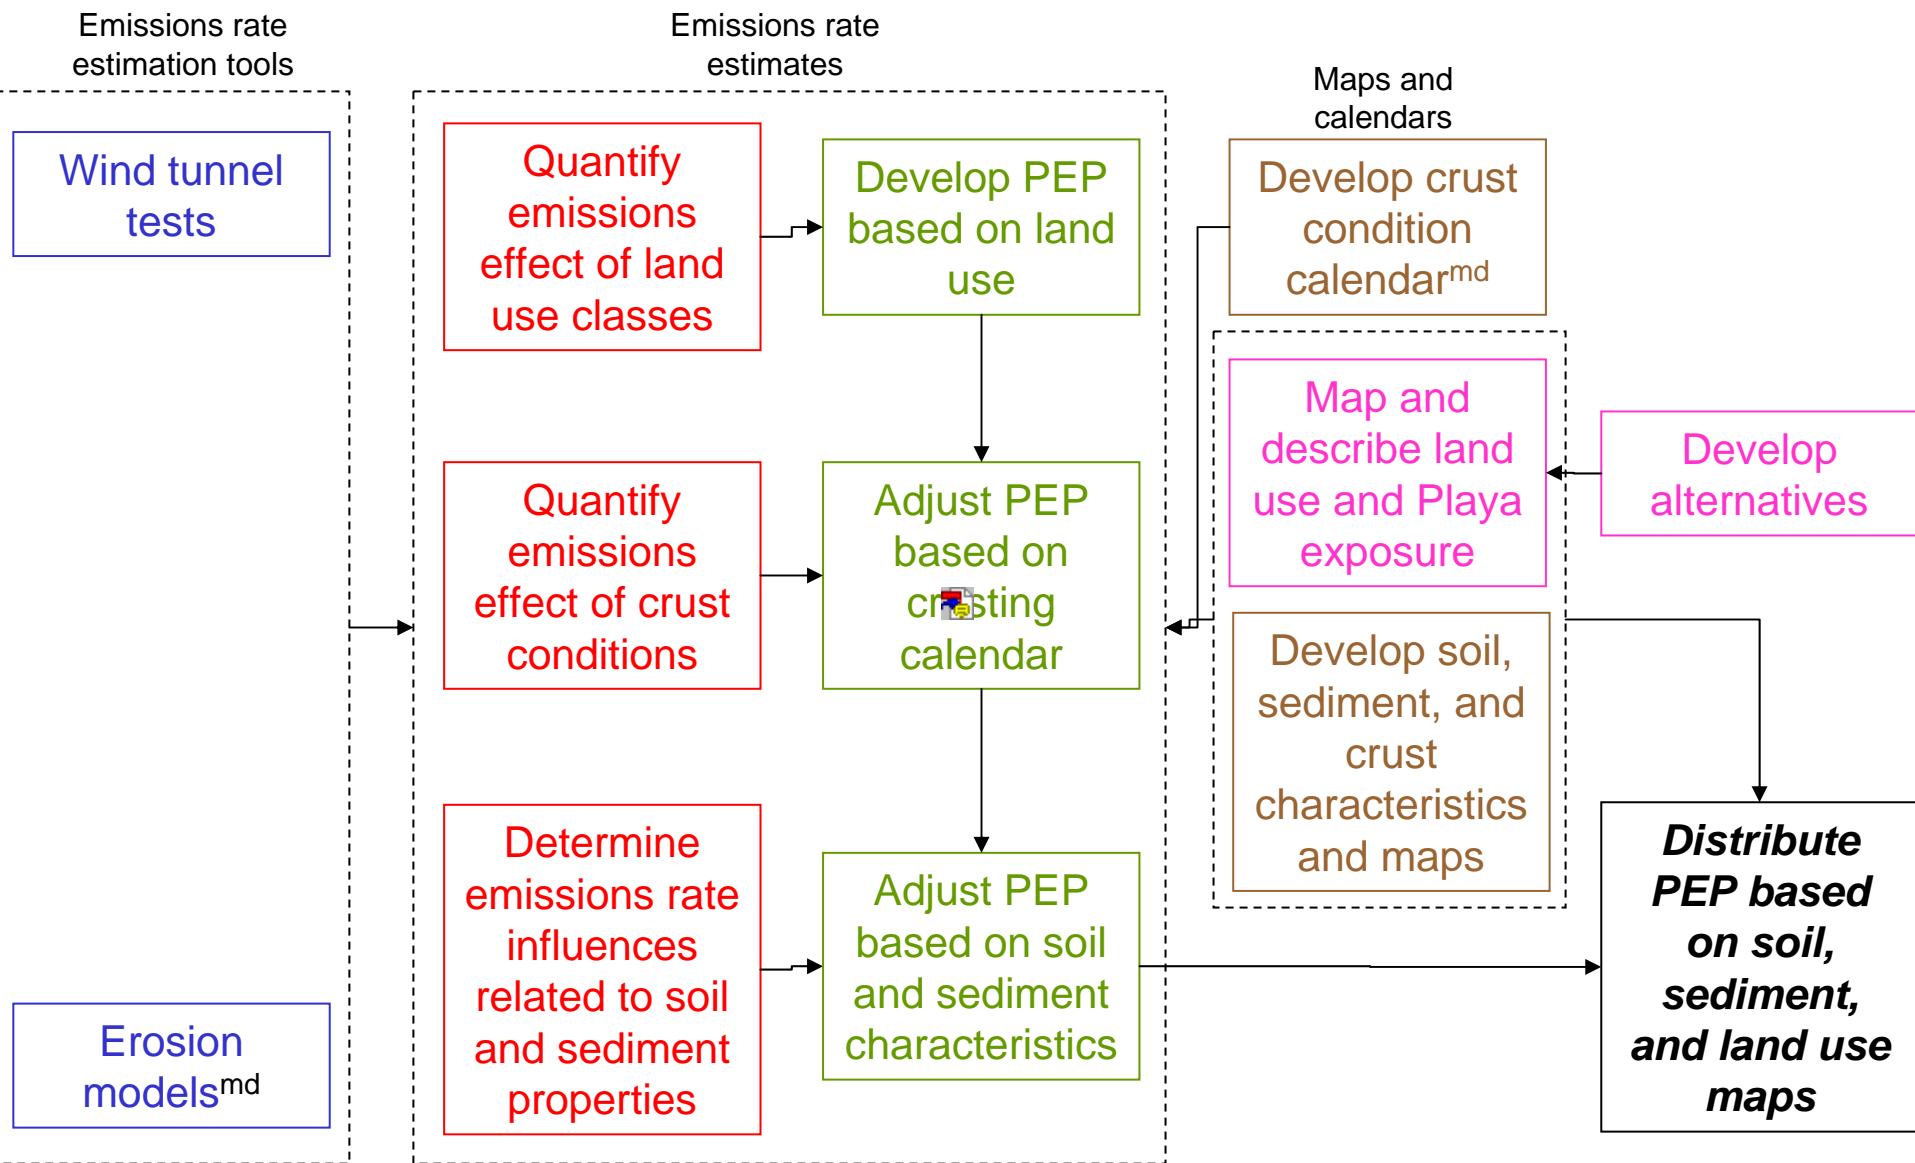 Emissions rate
estimation tools
Wind tunnel
tests
Erosion
modelsmd
Emissions rate
estimates
Quantify
emissions
effect of land
use classes
Develop PEP
based on land
use
Quantify
emissions
effect of crust
conditions
Adjust PEP
based on
calendar
Determine
emissions rate
influences
related to soil
and sediment
properties
Adjust PEP
based on soil
and sediment
characteristics
Maps and
calendars
Develop crust
condition
calendarmd
Map and
describe land
use and Playa
exposure
Develop soil,
sediment, and
crust
characteristics
and maps
Develop
alternatives
Distribute
PEP based
on soil,
sediment,
and land use
maps